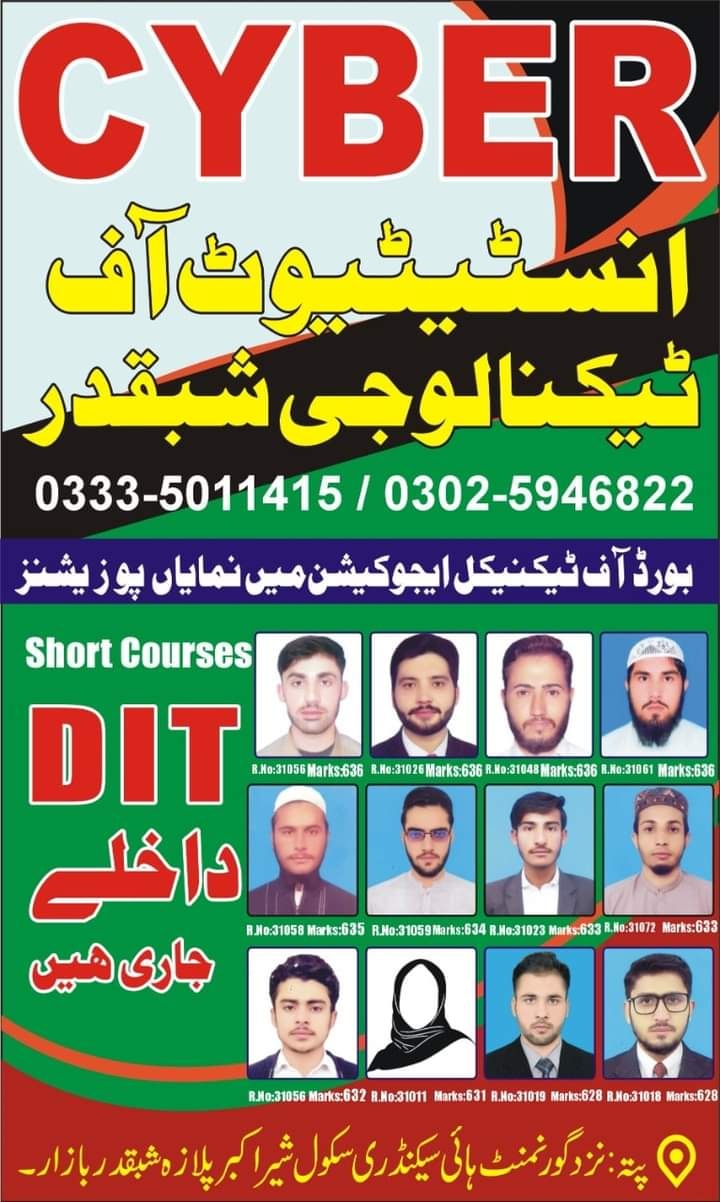 CYBER
انسٹیٹیوٹ آف
ٹیکنالوجی شبقدر
0333-5011415 / 0302-5946822
بورڈ آف ٹیکنیکل ایجوکیشن میں نمایاں پوزیشنز
Short Courses
DIT
داخلے
جاری ھیں
R.No:31056 Marks:636 R.No:31026 Marks:636 R.No:31048 Marks:636 R.No:31061 Marks:636
R.No:31058 Marks:635 R.No:31059 Marks:634 R.No:31023 Marks:633 R.No:31072 Marks:633
R.No:31056 Marks:632 R.No:31011 Marks:631 R.No:31019 Marks:628 R.No:31018 Marks:628
پتہ: نزد گورنمنٹ ہائی سیکنڈری سکول شیر اکبر پلازہ شبقدر بازار۔